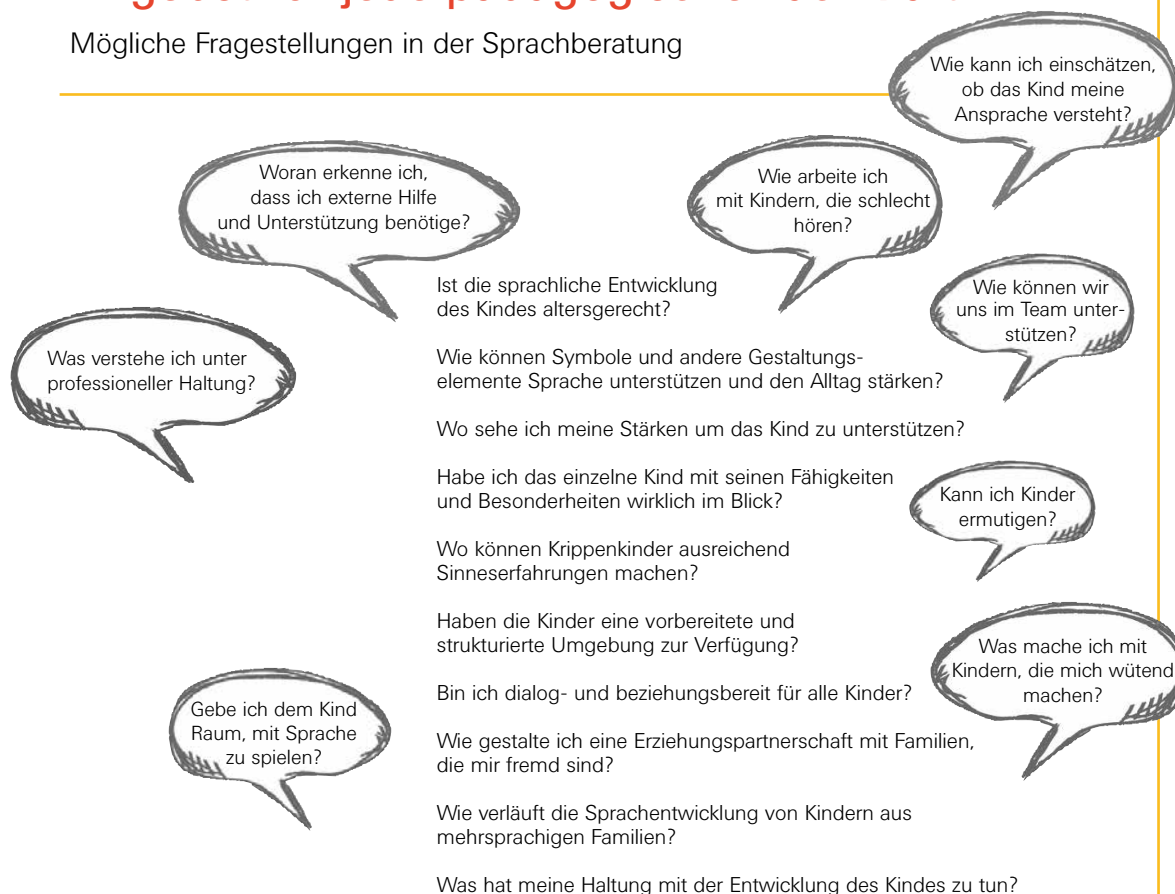 Mögliche Fragestellungen in der Sprachberatung
Wie kann ich einschätzen,
ob das Kind meine
Ansprache versteht?
Woran erkenne ich,
dass ich externe Hilfe
und Unterstützung benötige?
Wie arbeite ich
mit Kindern, die schlecht
hören?
Ist die sprachliche Entwicklung
des Kindes altersgerecht?
Wie können wir
uns im Team unter-
stützen?
Was verstehe ich unter
professioneller Haltung?
Wie können Symbole und andere Gestaltungs-
elemente Sprache unterstützen und den Alltag stärken?
Wo sehe ich meine Stärken um das Kind zu unterstützen?
Habe ich das einzelne Kind mit seinen Fähigkeiten
und Besonderheiten wirklich im Blick?
Kann ich Kinder
ermutigen?
Wo können Krippenkinder ausreichend
Sinneserfahrungen machen?
Haben die Kinder eine vorbereitete und
strukturierte Umgebung zur Verfügung?
Was mache ich mit
Kindern, die mich wütend
machen?
Bin ich dialog- und beziehungsbereit für alle Kinder?
Gebe ich dem Kind
Raum, mit Sprache
zu spielen?
Wie gestalte ich eine Erziehungspartnerschaft mit Familien,
die mir fremd sind?
Wie verläuft die Sprachentwicklung von Kindern aus
mehrsprachigen Familien?
Was hat meine Haltung mit der Entwicklung des Kindes zu tun?